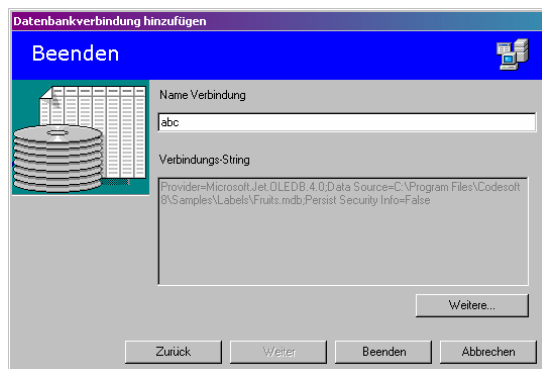 Datenbankverbindung hinzufügen
Beenden
Name Verbindung
abc
Verbindungs-String
Provider=Microsoft.Jet.OLEDB.4.0;Data Source=C:\Program Files\Codesoft
8\Samples\Labels\Fruits.mdb;Persist Security Info=False
Weitere...
Zurück
Weiter
Beenden
Abbrechen